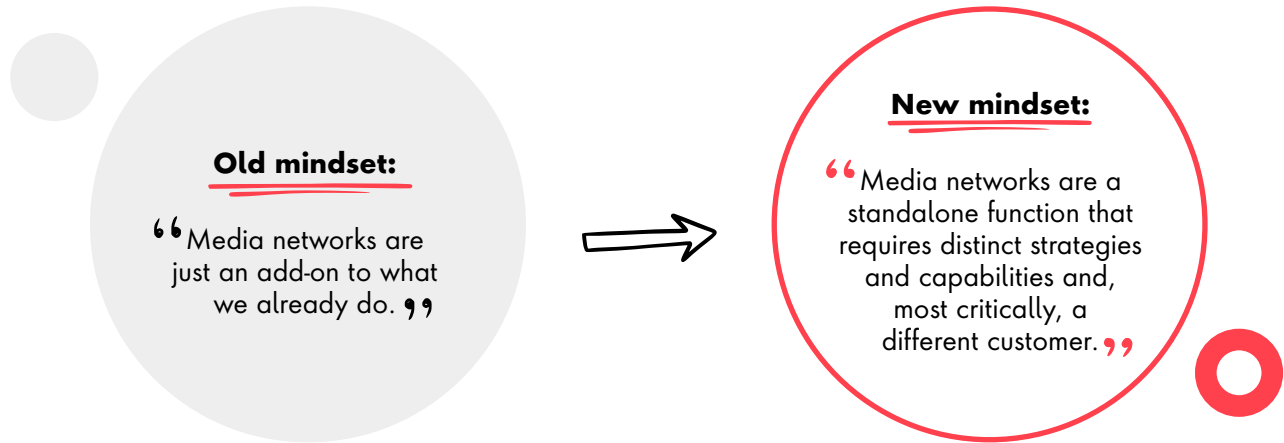 Old mindset:
“Media networks are
just an add-on to what
we already do.”
New mindset:
“Media networks are a
standalone function that
requires distinct strategies
and capabilities and,
most critically, a
different customer.”